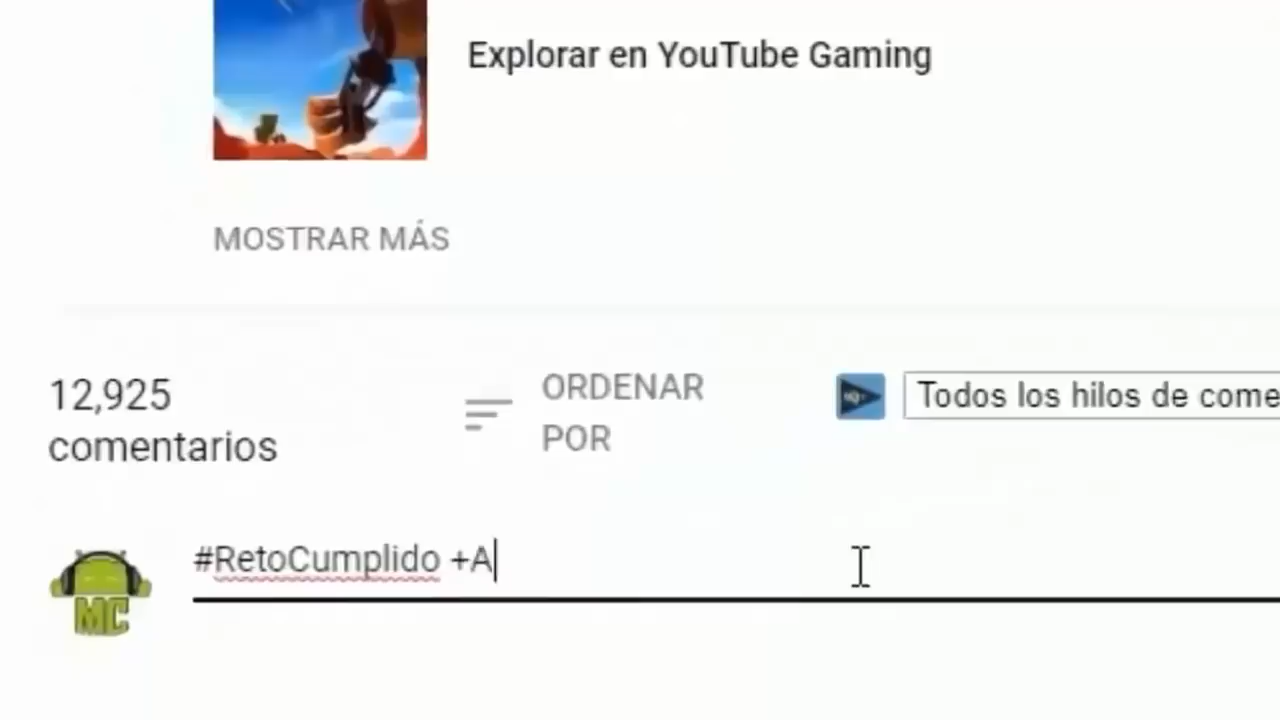 Explorar en YouTube Gaming
MOSTRAR MÁS
12,925
comentarios
ORDENAR
POR
Todos los hilos de come
#RetoCumplido +A
MC